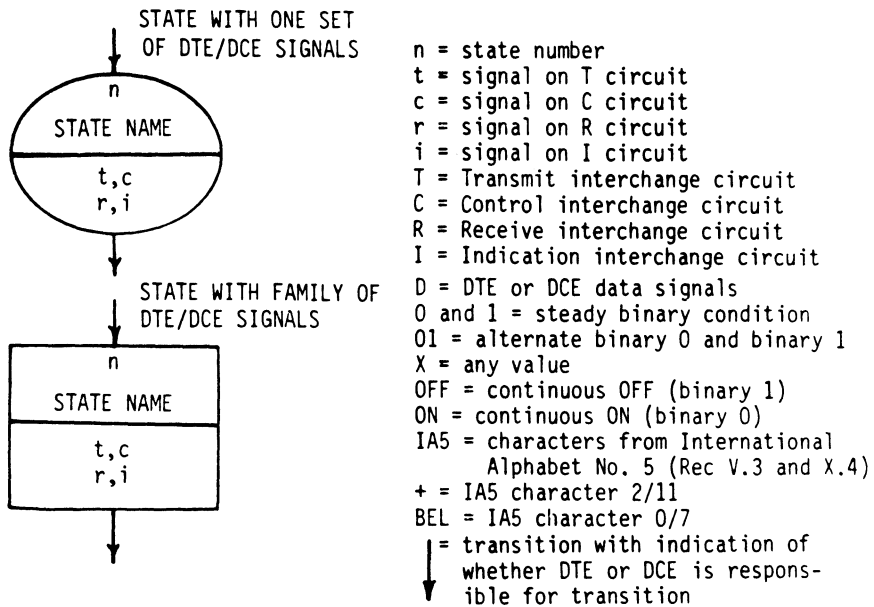 STATE WITH ONE SET
OF DTE/DCE SIGNALS
n
STATE NAME
t,c
r,i
STATE WITH FAMILY OF
DTE/DCE SIGNALS
n
STATE NAME
t,c
r,i
n = state number
t = signal on T circuit
c = signal on C circuit
r = signal on R circuit
i = signal on I circuit
T = Transmit interchange circuit
C = Control interchange circuit
R = Receive interchange circuit
I = Indication interchange circuit
D = DTE or DCE data signals
0 and 1 = steady binary condition
01 = alternate binary 0 and binary 1
X = any value
OFF = continuous OFF (binary 1)
ON = continuous ON (binary 0)
IA5 = characters from International
Alphabet No. 5 (Rec V.3 and X.4)
+ = IA5 character 2/11
BEL = IA5 character 0/7
= transition with indication of
whether DTE or DCE is respons-
ible for transition